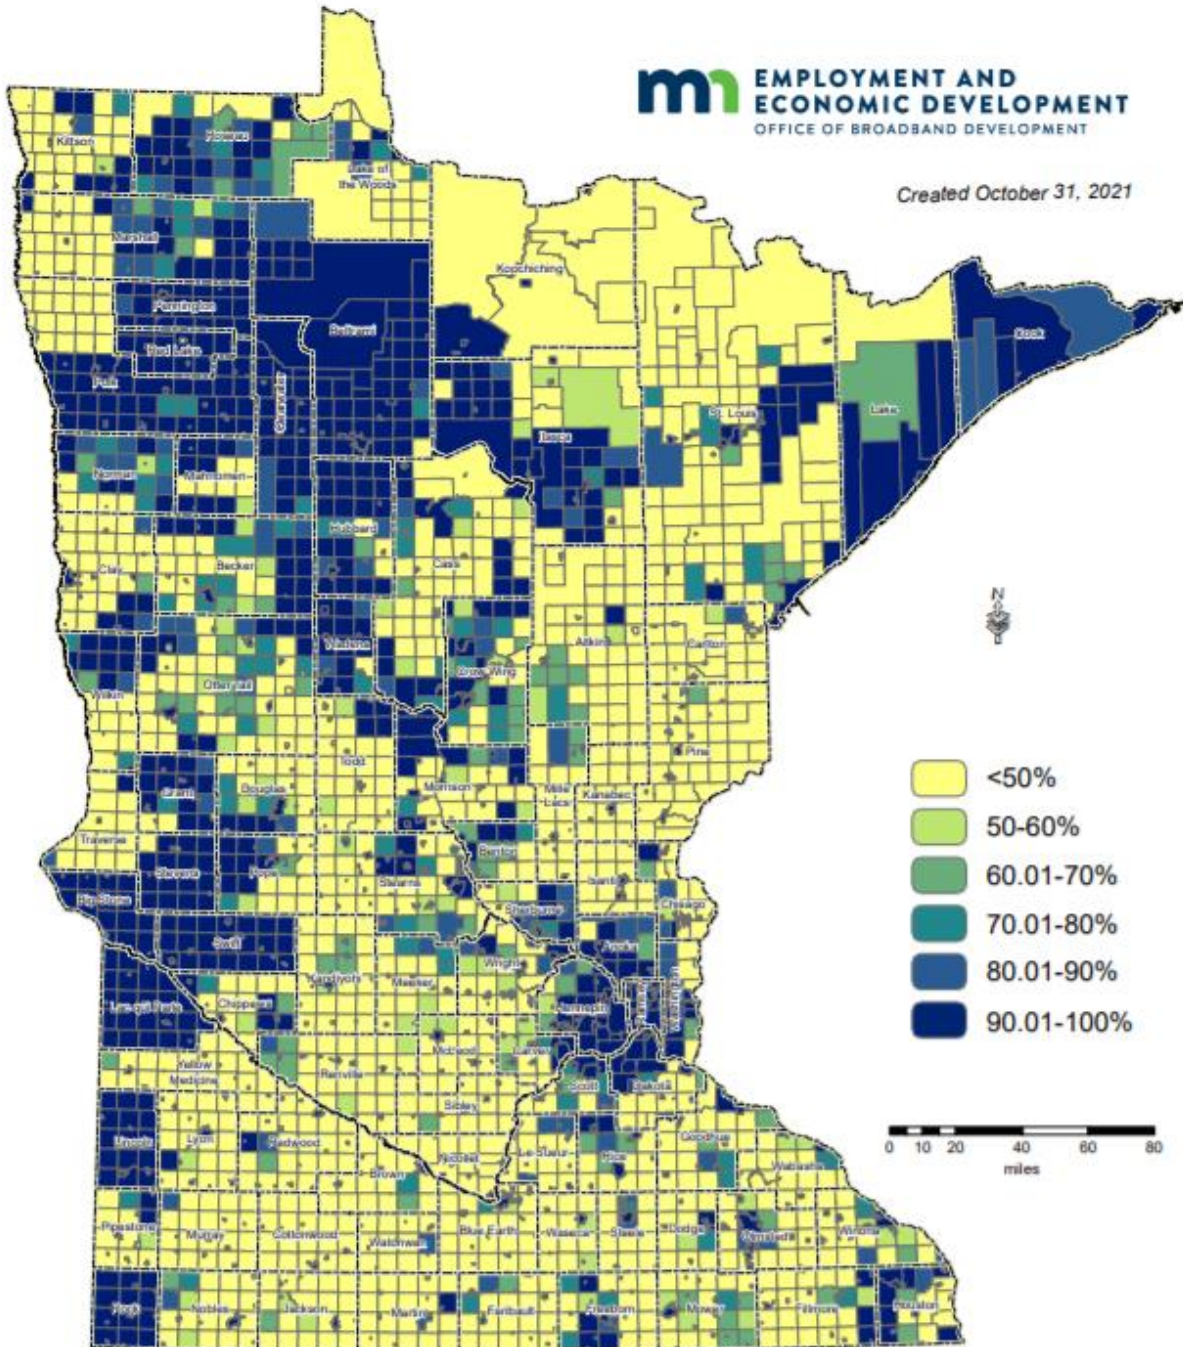 mn EMPLOYMENT AND
ECONOMIC DEVELOPMENT
OFFICE OF BROADBAND DEVELOPMENT
Created October 31, 2021
Kittson
Roseau
Lake of
the Woods
Marshall
Koochiching
Pennington
Beltrami
Cook
Red Lake
Polk
Clearwater
St. Louis
Lake
Itasca
Norman
Mahnomen
Hubbard
Cass
Clay
Becker
N
Aitkin
Carlton
Wadena
Crow Wing
Wilkin
Otter Tail
Pine
Todd
Grant
Douglas
Morrison
Mille
Lacs
Kanabec
<50%
50-60%
60.01-70%
70.01-80%
80.01-90%
90.01-100%
Traverse
Benton
Stevens
Pope
Stearns
Isanti
Big Stone
Sherburne
Chisago
Swift
Anoka
Kandiyohi
Meeker
Wright
Chippewa
Lac qui Parle
Hennepin
Washington
McLeod
Carver
Yellow
Medicine
Renville
Scott
Dakota
Sibley
Lincoln
Lyon
Redwood
Nicollet
Le Sueur
Rice
Goodhue
Brown
Wabasha
0 10 20 40 60 80
miles
Pipestone
Murray
Cottonwood
Watonwan
Blue Earth
Waseca
Steele
Dodge
Olmsted
Winona
Rock
Nobles
Jackson
Martin
Faribault
Freeborn
Mower
Fillmore
Houston